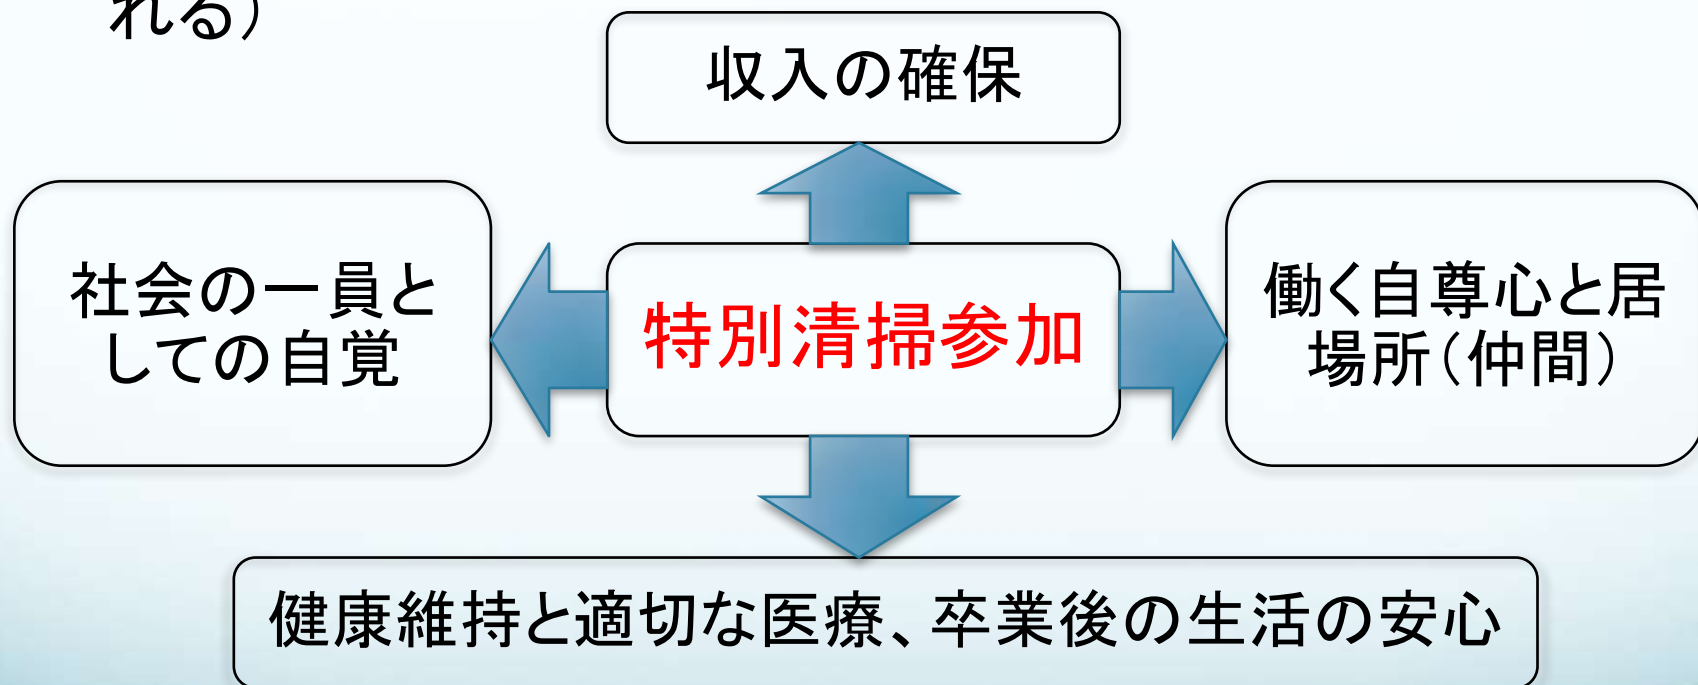 れる）
収入の確保
社会の一員と
しての自覚
特別清掃参加
働く自尊心と居
場所（仲間）
健康維持と適切な医療、卒業後の生活の安心